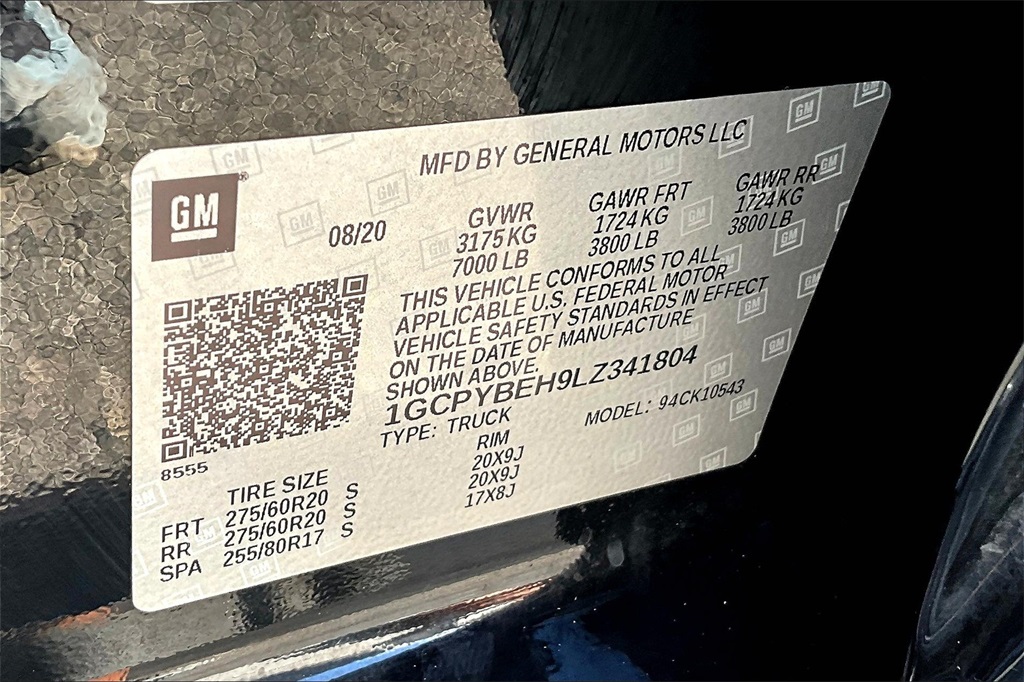 MFD BY GENERAL MOTORS LLC
GM®
08/20
GVWR GAWR FRT GAWR RR
3175 KG 1724 KG 1724 KG
7000 LB 3800 LB 3800 LB
THIS VEHICLE CONFORMS TO ALL
APPLICABLE U.S. FEDERAL MOTOR
VEHICLE SAFETY STANDARDS IN EFFECT
ON THE DATE OF MANUFACTURE
SHOWN ABOVE.
1GCPYBEH9LZ341804
TYPE: TRUCK MODEL: 94CK10543
8555
TIRE SIZE RIM
FRT 275/60R20 S 20X9J
RR 275/60R20 S 20X9J
SPA 255/80R17 S 17X8J